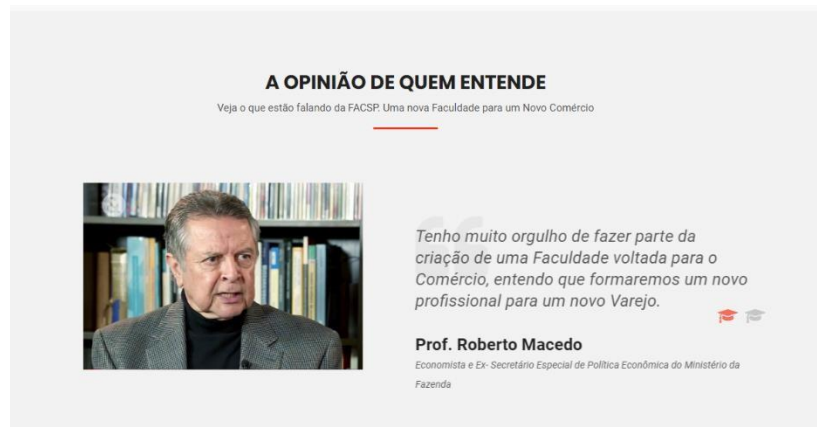 A OPINIÃO DE QUEM ENTENDE
Veja o que estão falando da FACSP. Uma nova Faculdade para um Novo Comércio
Tenho muito orgulho de fazer parte da
criação de uma Faculdade voltada para o
Comércio, entendo que formaremos um novo
profissional para um novo Varejo.
Prof. Roberto Macedo
Economista e Ex- Secretário Especial de Política Econômica do Ministério da
Fazenda